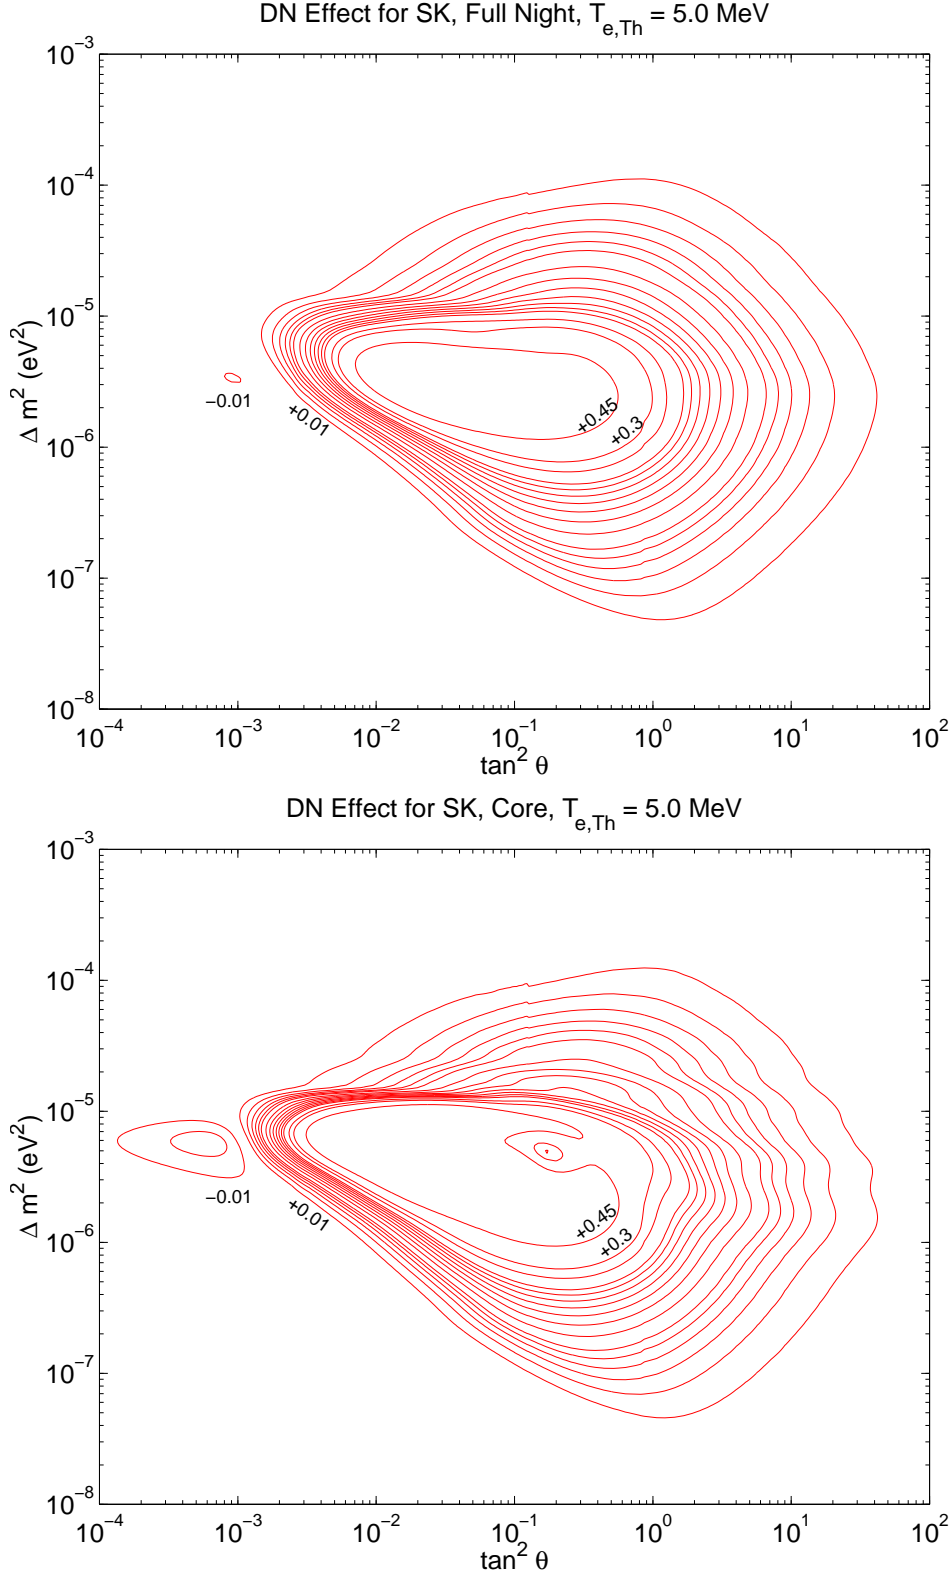 DN Effect for SK, Full Night, T_{e,Th} = 5.0 MeV
10^{−3}
10^{−4}
10^{−5}
Δ m^2 (eV^2)
−0.01
+0.01
+0.45
+0.3
10^{−6}
10^{−7}
10^{−8}
10^{−4} 10^{−3} 10^{−2} 10^{−1} 10^0 10^1 10^2
tan^2 θ
DN Effect for SK, Core, T_{e,Th} = 5.0 MeV
10^{−3}
10^{−4}
10^{−5}
Δ m^2 (eV^2)
−0.01
+0.01
+0.45
+0.3
10^{−6}
10^{−7}
10^{−8}
10^{−4} 10^{−3} 10^{−2} 10^{−1} 10^0 10^1 10^2
tan^2 θ